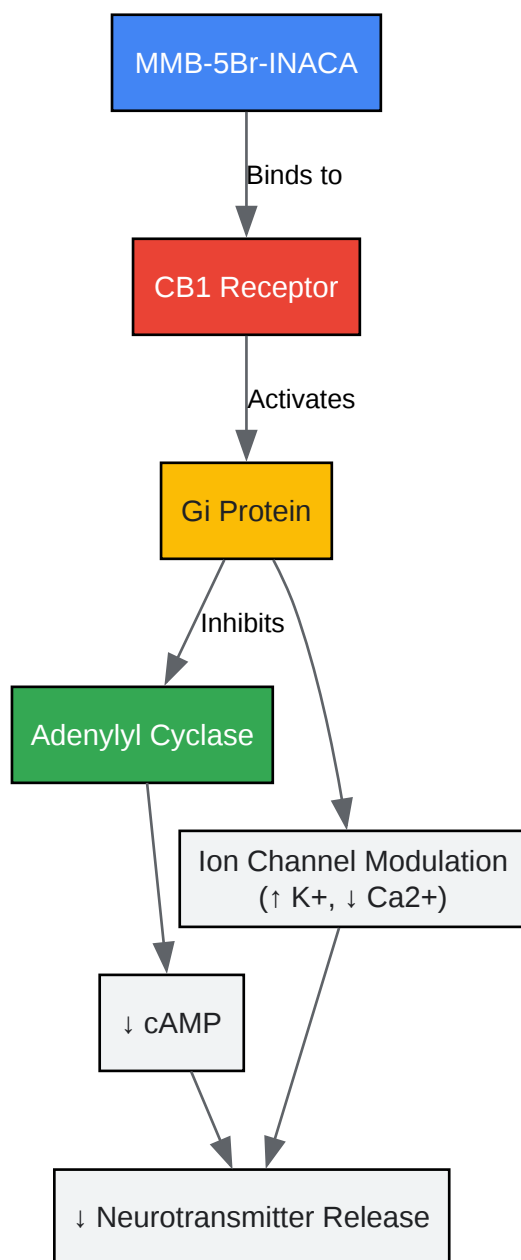 MMB-5Br-INACA
Binds to
CB1 Receptor
Activates
Gi Protein
Inhibits
Adenylyl Cyclase
Ion Channel Modulation
(↑ K+, ↓ Ca2+)
↓ cAMP
↓ Neurotransmitter Release